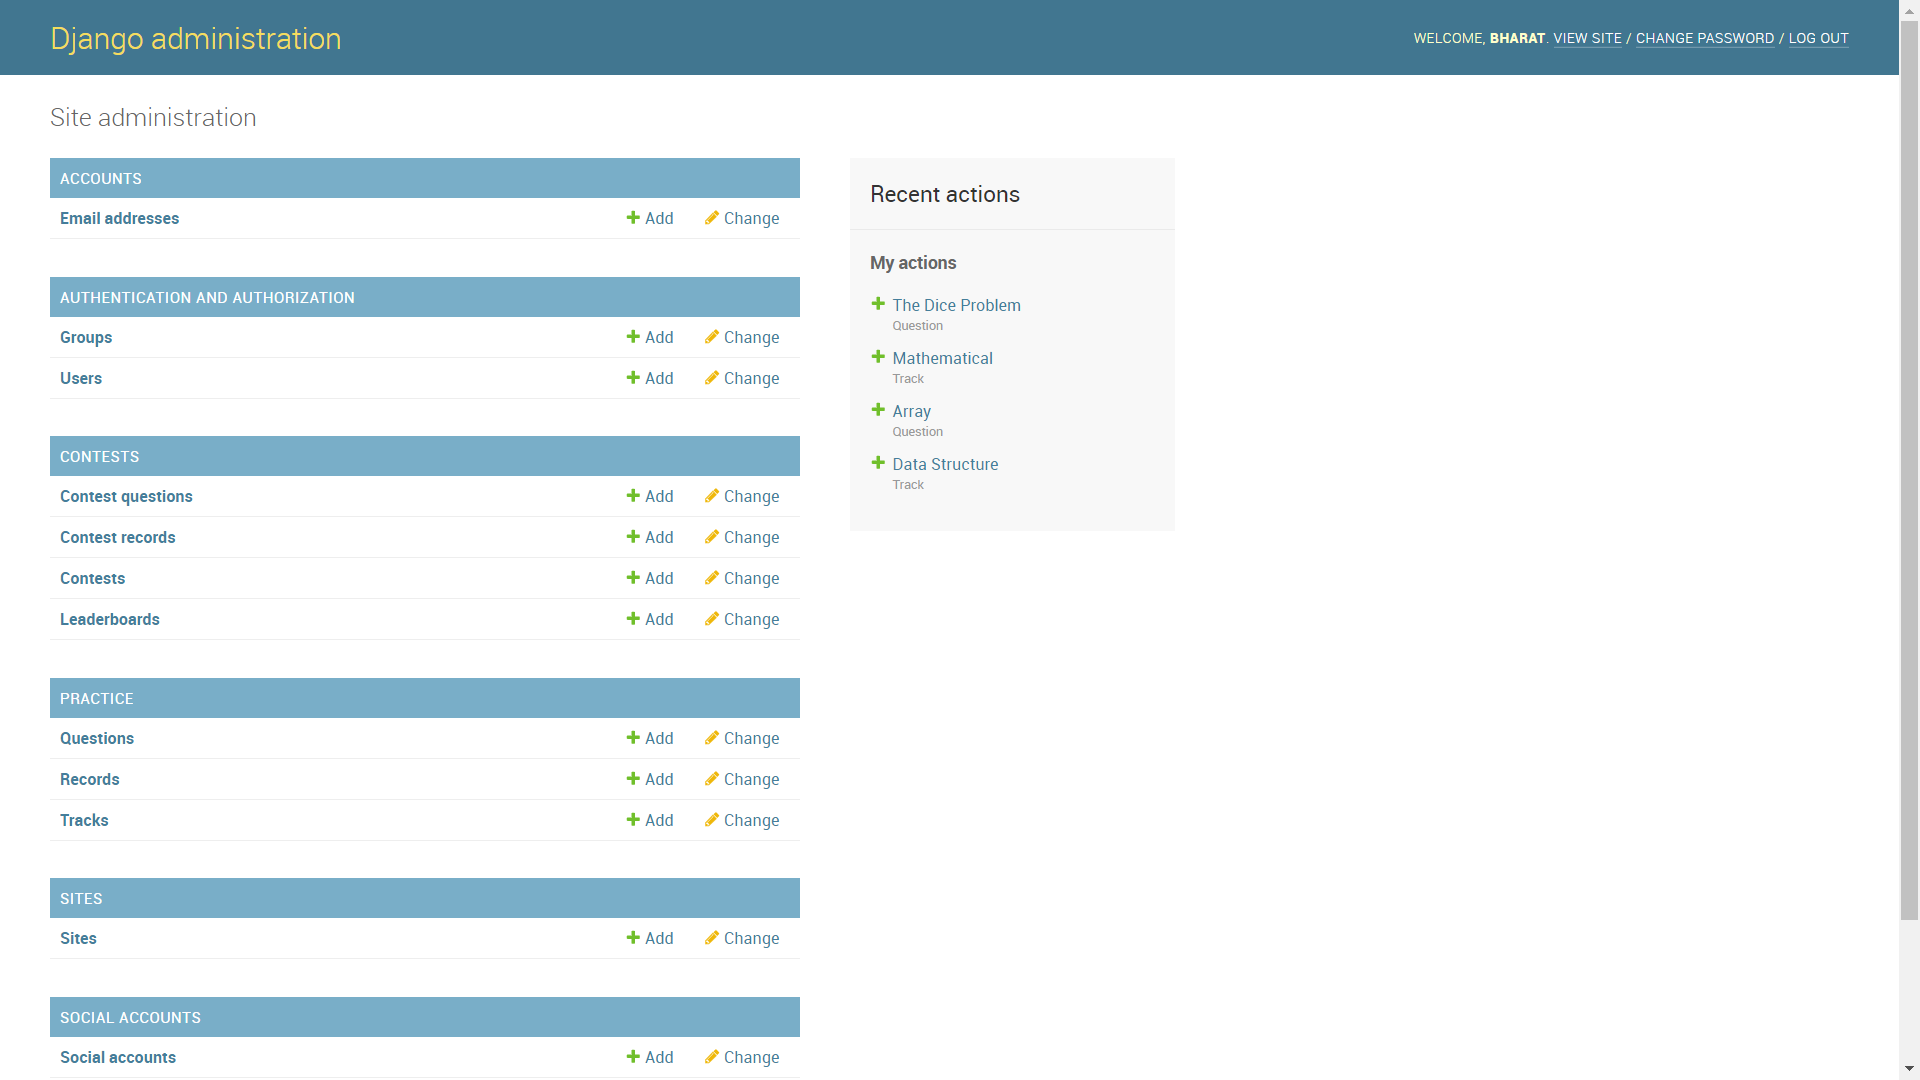 Django administration
WELCOME, BHARAT. VIEW SITE / CHANGE PASSWORD / LOG OUT
Site administration
ACCOUNTS
Email addresses Add Change
AUTHENTICATION AND AUTHORIZATION
Groups Add Change
Users Add Change
CONTESTS
Contest questions Add Change
Contest records Add Change
Contests Add Change
Leaderboards Add Change
PRACTICE
Questions Add Change
Records Add Change
Tracks Add Change
SITES
Sites Add Change
SOCIAL ACCOUNTS
Social accounts Add Change
Recent actions
My actions
The Dice Problem
Question
Mathematical
Track
Array
Question
Data Structure
Track